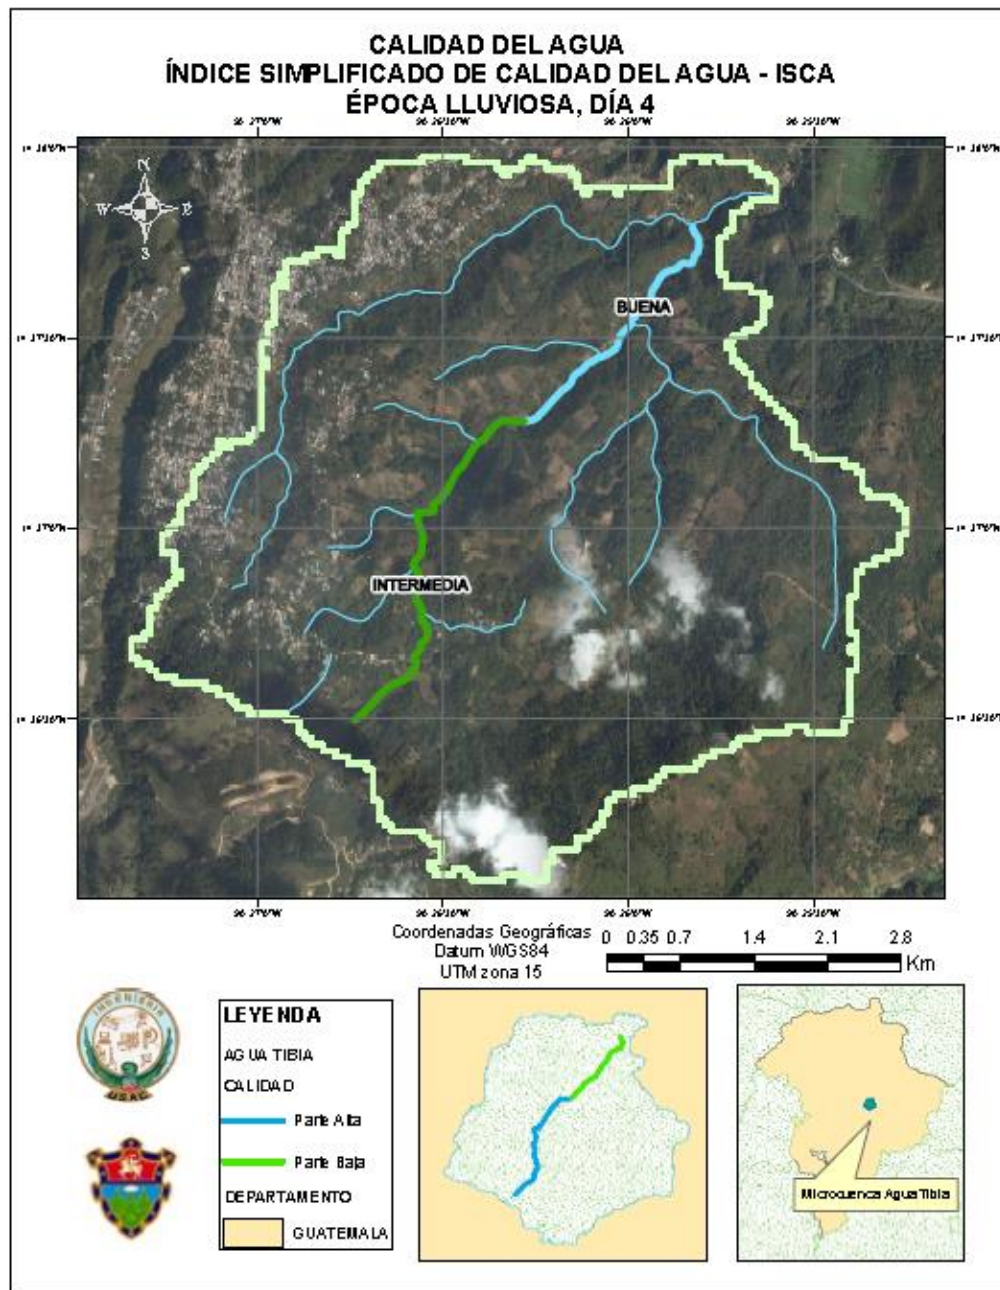 CALIDAD DEL AGUA
ÍNDICE SIMPLIFICADO DE CALIDAD DEL AGUA - ISCA
ÉPOCA LLUVIOSA, DÍA 4
N
W E
S
BUENA
INTERMEDIA
Coordenadas Geográficas
Datum WGS84
UTM zona 15
0 0.35 0.7 1.4 2.1 2.8
Km
INGENIERIA
USAC
LEYENDA
AGUA TIBIA
CALIDAD
Parte Alta
Parte Baja
DEPARTAMENTO
GUATEMALA
Microcuenca Agua Tibia